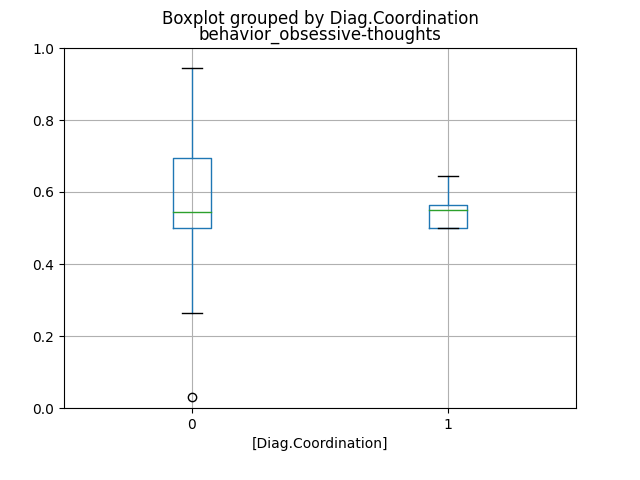 Boxplot grouped by Diag.Coordination
behavior_obsessive-thoughts
1.0
0.8
0.6
0.4
0.2
0.0
0 1
[Diag.Coordination]